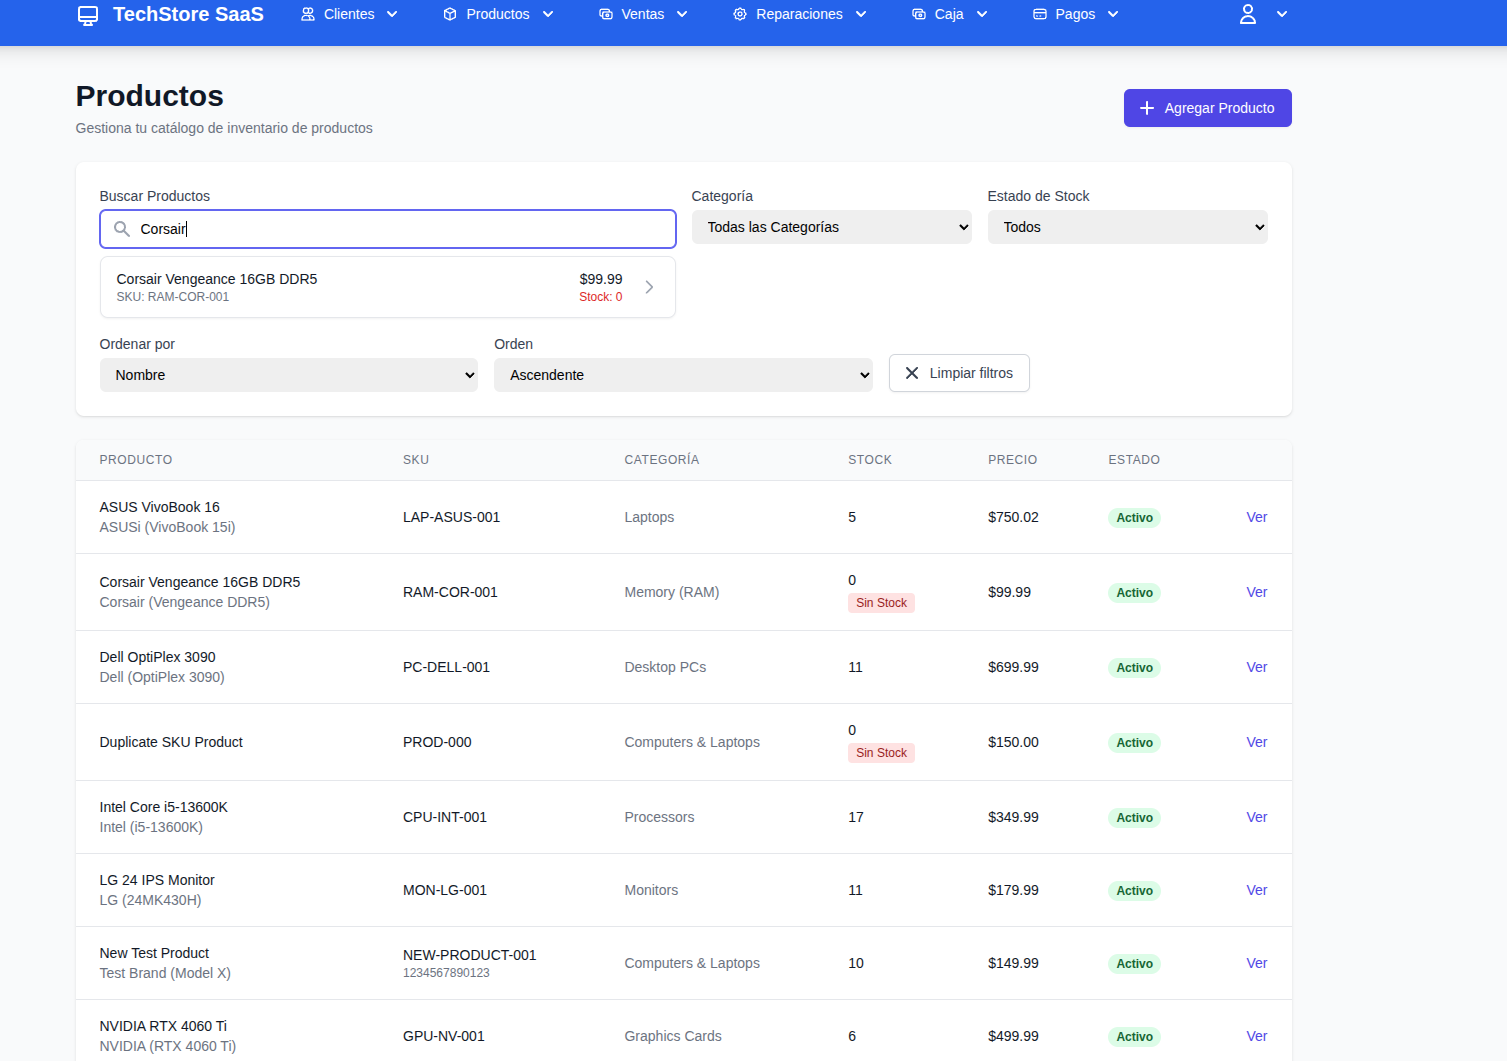 TechStore SaaS
Clientes
Productos
Ventas
Reparaciones
Caja
Pagos
Productos
Gestiona tu catálogo de inventario de productos
Agregar Producto
Buscar Productos
Categoría
Estado de Stock
Corsair
Todas las Categorías
Todos
Corsair Vengeance 16GB DDR5
$99.99
SKU: RAM-COR-001
Stock: 0
Ordenar por
Orden
Nombre
Ascendente
Limpiar filtros
PRODUCTO SKU CATEGORÍA STOCK PRECIO ESTADO
ASUS VivoBook 16
ASUSi (VivoBook 15i)
LAP-ASUS-001
Laptops
5
$750.02
Activo
Ver
Corsair Vengeance 16GB DDR5
Corsair (Vengeance DDR5)
RAM-COR-001
Memory (RAM)
0
Sin Stock
$99.99
Activo
Ver
Dell OptiPlex 3090
Dell (OptiPlex 3090)
PC-DELL-001
Desktop PCs
11
$699.99
Activo
Ver
Duplicate SKU Product
PROD-000
Computers & Laptops
0
Sin Stock
$150.00
Activo
Ver
Intel Core i5-13600K
Intel (i5-13600K)
CPU-INT-001
Processors
17
$349.99
Activo
Ver
LG 24 IPS Monitor
LG (24MK430H)
MON-LG-001
Monitors
11
$179.99
Activo
Ver
New Test Product
Test Brand (Model X)
NEW-PRODUCT-001
1234567890123
Computers & Laptops
10
$149.99
Activo
Ver
NVIDIA RTX 4060 Ti
NVIDIA (RTX 4060 Ti)
GPU-NV-001
Graphics Cards
6
$499.99
Activo
Ver